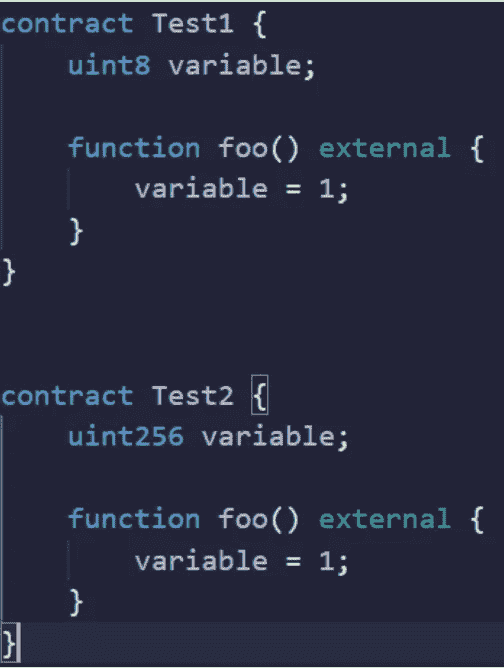 contract Test1 {
    uint8 variable;
    function foo() external {
        variable = 1;
    }
}
contract Test2 {
    uint256 variable;
    function foo() external {
        variable = 1;
    }
}